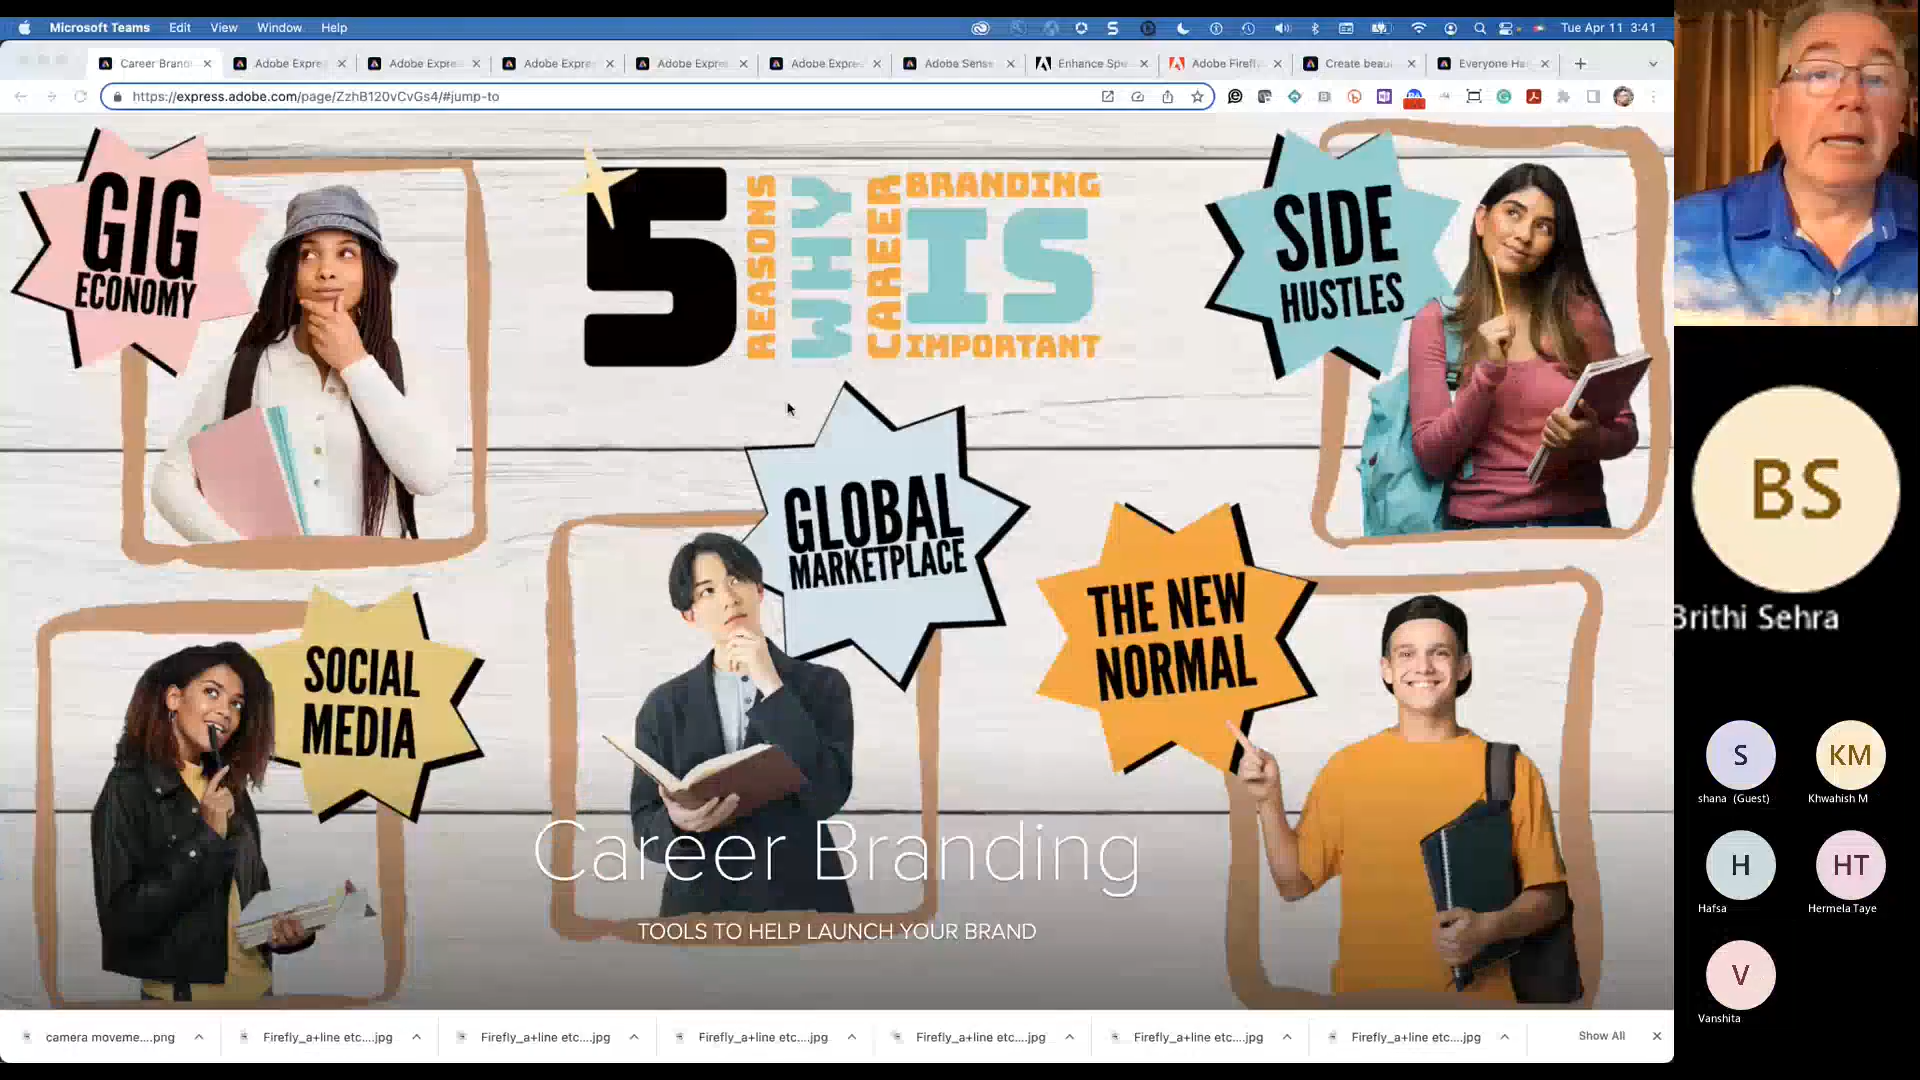 Microsoft Teams Edit View Window Help
Tue Apr 11 3:41
Career Brandi
Adobe Expre
Adobe Expre
Adobe Expre
Adobe Expre
Adobe Expre
Adobe Sense
Enhance Spe
Adobe Firefly
Create beau
Everyone Ha
https://express.adobe.com/page/ZzhB120vCvGs4/#jump-to
GIG
ECONOMY
5 REASONS WHY CAREER
BRANDING
IS
IMPORTANT
SIDE
HUSTLES
GLOBAL
MARKETPLACE
THE NEW
NORMAL
SOCIAL
MEDIA
Career Branding
TOOLS TO HELP LAUNCH YOUR BRAND
BS
Brithi Sehra
S
shana (Guest)
KM
Khwahish M
H
Hafsa
HT
Hermela Taye
V
Vanshita
camera moveme....png
Firefly_a+line etc....jpg
Firefly_a+line etc....jpg
Firefly_a+line etc....jpg
Firefly_a+line etc....jpg
Firefly_a+line etc....jpg
Firefly_a+line etc....jpg
Show All